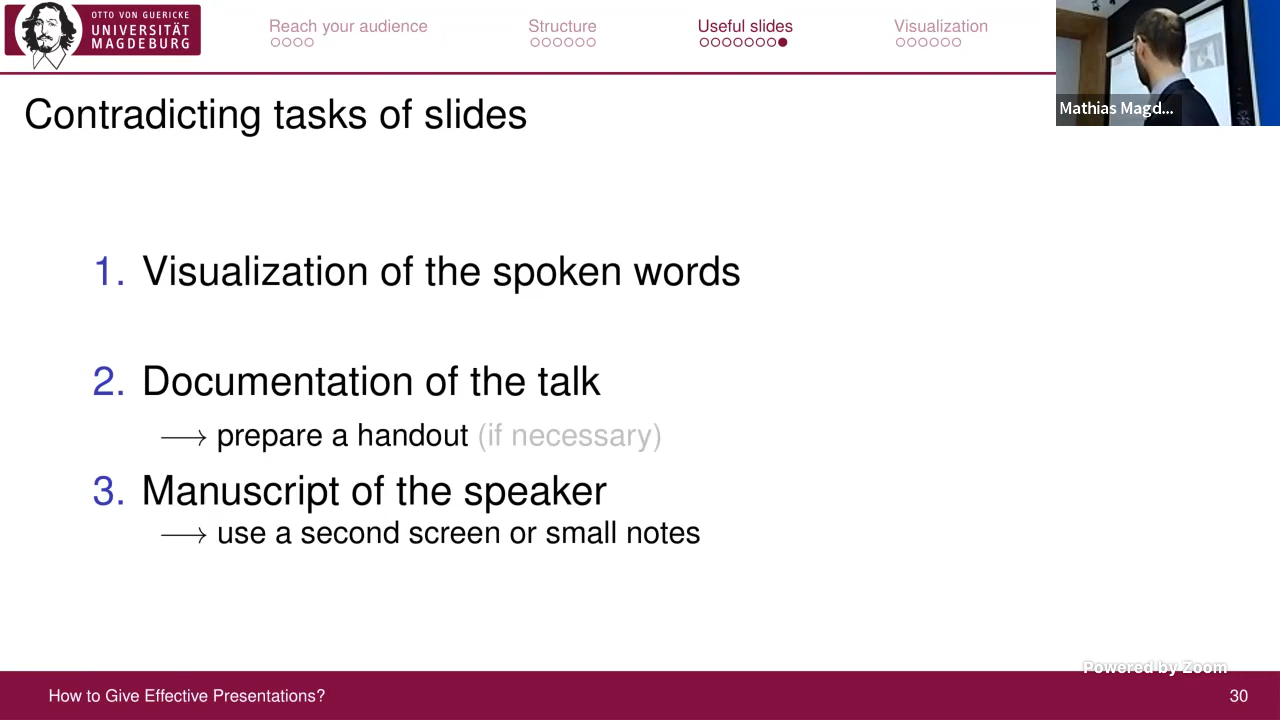 OTTO VON GUERICKE
UNIVERSITÄT
MAGDEBURG
Reach your audience
Structure
Useful slides
Visualization
Mathias Magd...
Contradicting tasks of slides
1. Visualization of the spoken words
2. Documentation of the talk
⟶ prepare a handout (if necessary)
3. Manuscript of the speaker
⟶ use a second screen or small notes
Powered by Zoom
How to Give Effective Presentations?
30